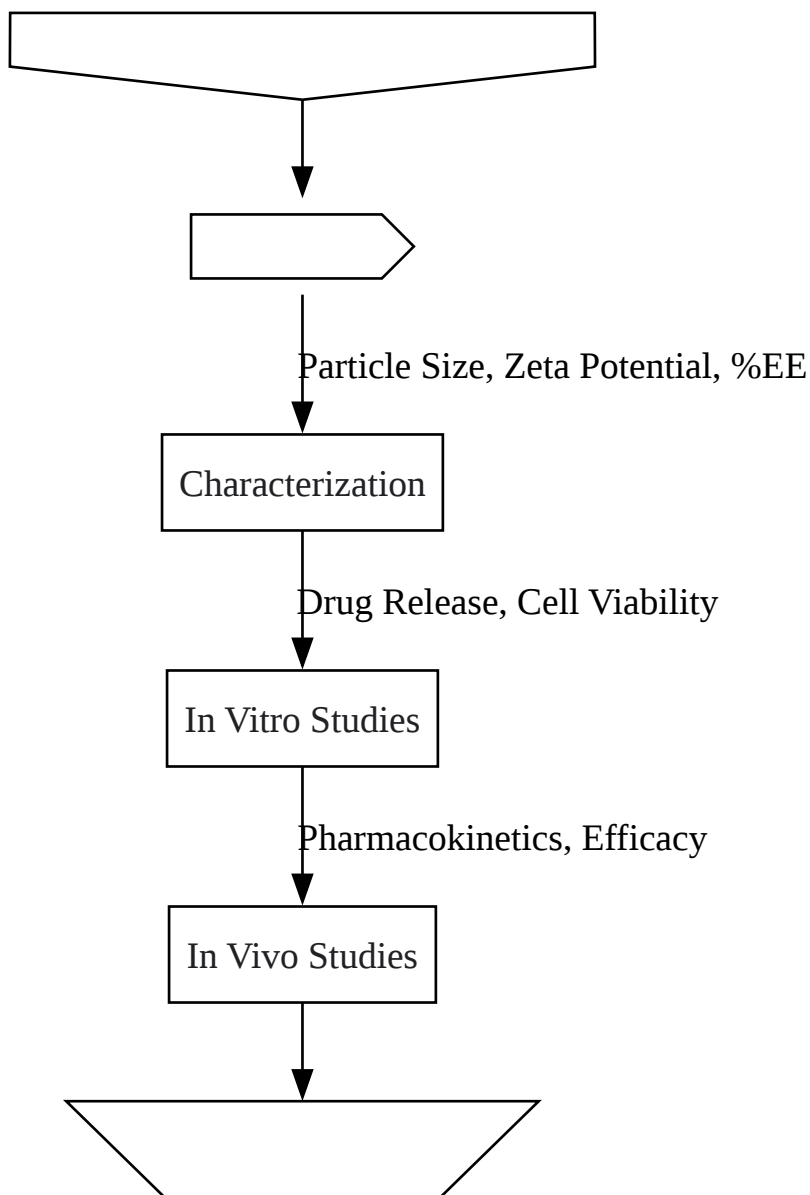 Particle Size, Zeta Potential, %EE
Characterization
Drug Release, Cell Viability
In Vitro Studies
Pharmacokinetics, Efficacy
In Vivo Studies